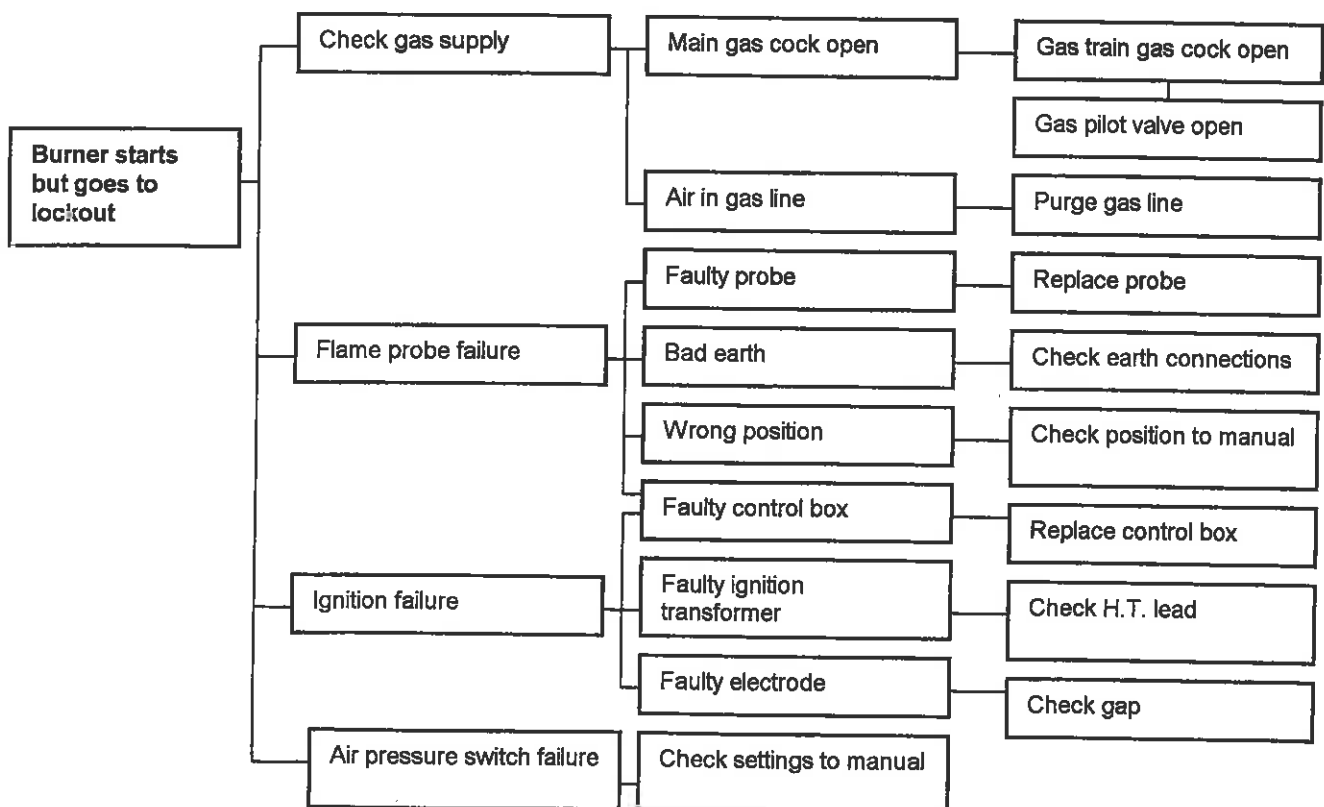 Check gas supply
Main gas cock open
Gas train gas cock open
Gas pilot valve open
Burner starts
but goes to
lockout
Air in gas line
Purge gas line
Faulty probe
Replace probe
Flame probe failure
Bad earth
Check earth connections
Wrong position
Check position to manual
Faulty control box
Replace control box
Ignition failure
Faulty ignition
transformer
Check H.T. lead
Faulty electrode
Check gap
Air pressure switch failure
Check settings to manual